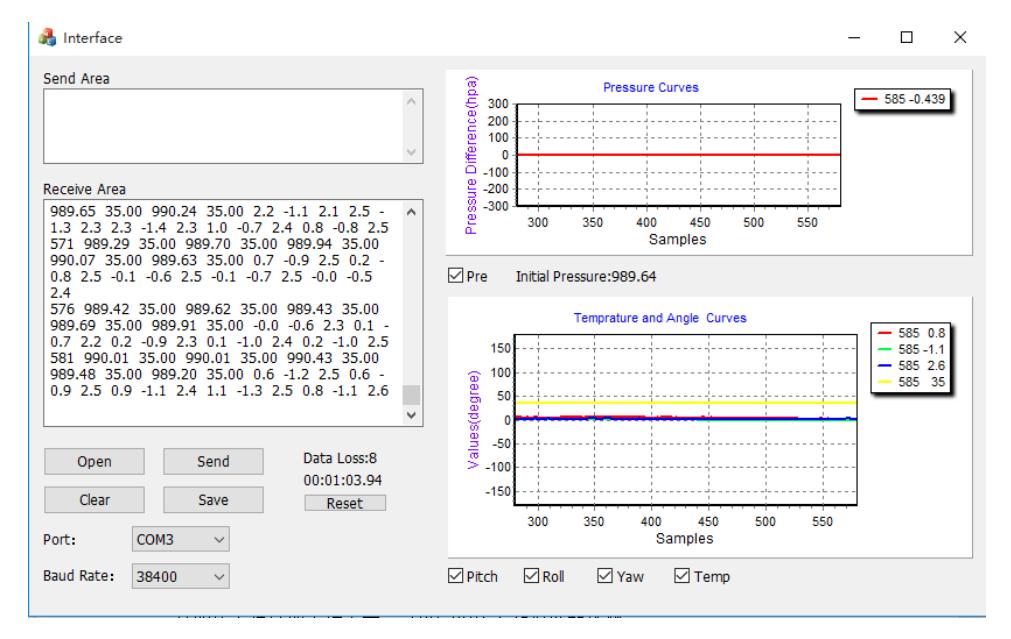 Interface
Send Area
Receive Area
989.65 35.00 990.24 35.00 2.2 -1.1 2.1 2.5 -
1.3 2.3 2.3 -1.4 2.3 1.0 -0.7 2.4 0.8 -0.8 2.5
571 989.29 35.00 989.70 35.00 989.94 35.00
990.07 35.00 989.63 35.00 0.7 -0.9 2.5 0.2 -
0.8 2.5 -0.1 -0.6 2.5 -0.1 -0.7 2.5 -0.0 -0.5
2.4
576 989.42 35.00 989.62 35.00 989.43 35.00
989.69 35.00 989.91 35.00 -0.0 -0.6 2.3 0.1 -
0.7 2.2 0.2 -0.9 2.3 0.1 -1.0 2.4 0.2 -1.0 2.5
581 990.01 35.00 990.01 35.00 990.43 35.00
989.48 35.00 989.20 35.00 0.6 -1.2 2.5 0.6 -
0.9 2.5 0.9 -1.1 2.4 1.1 -1.3 2.5 0.8 -1.1 2.6
Open
Send
Data Loss:8
00:01:03.94
Clear
Save
Reset
Port:
COM3
Baud Rate:
38400
Pressure Curves
Pressure Difference(hpa)
300
200
100
0
-100
-200
-300
300 350 400 450 500 550
Samples
585 -0.439
Pre
Initial Pressure:989.64
Temprature and Angle Curves
Values(degree)
150
100
50
0
-50
-100
-150
300 350 400 450 500 550
Samples
585 0.8
585 -1.1
585 2.6
585 35
Pitch
Roll
Yaw
Temp